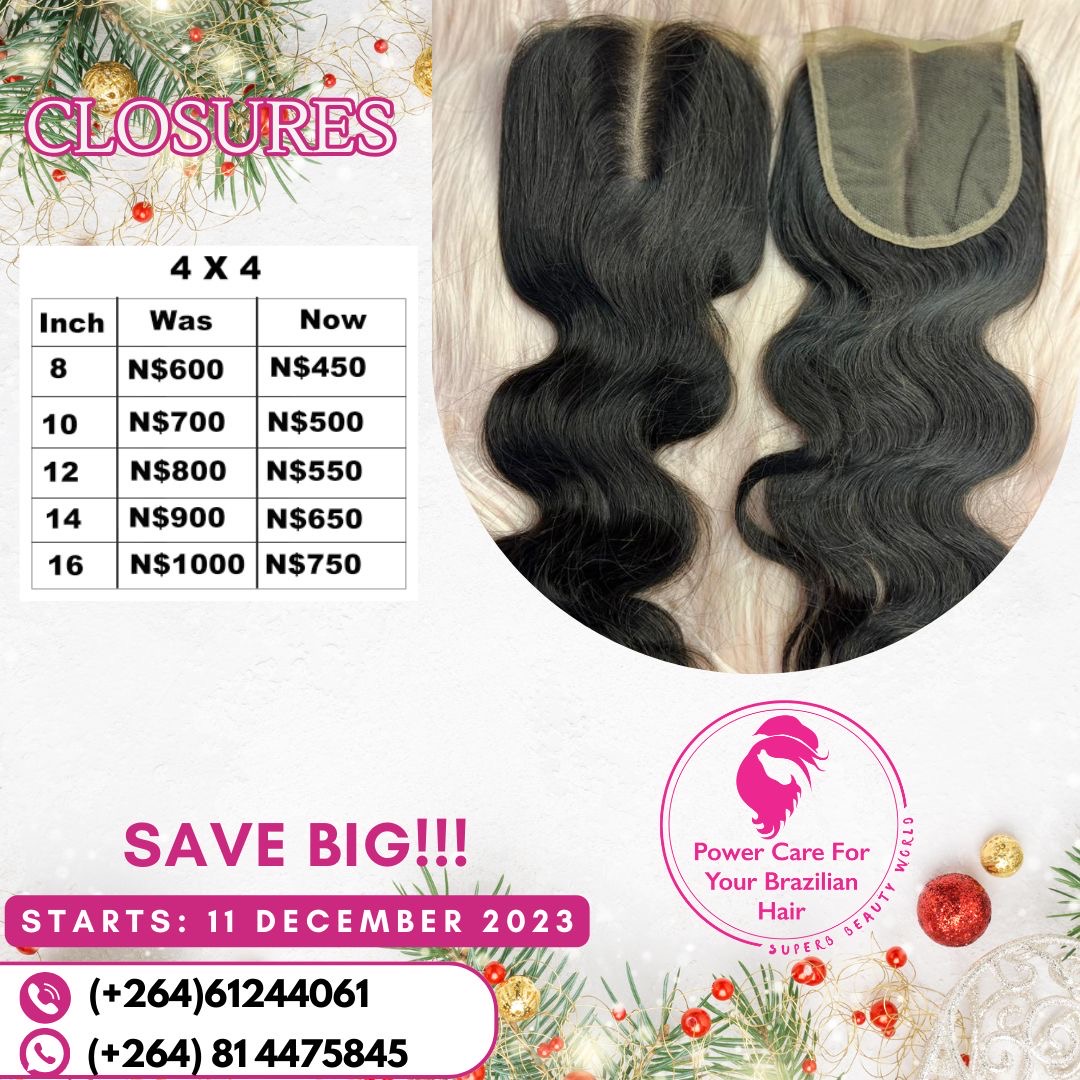 CLOSURES
4 X 4
Inch Was Now
8 N$600 N$450
10 N$700 N$500
12 N$800 N$550
14 N$900 N$650
16 N$1000 N$750
SAVE BIG!!!
STARTS: 11 DECEMBER 2023
(+264)61244061
(+264) 81 4475845
Power Care For
Your Brazilian
Hair
SUPERB BEAUTY WORLD